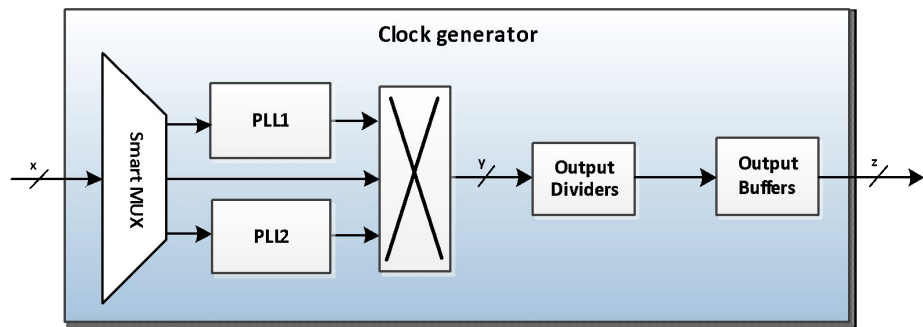 Clock generator
x
Smart MUX
PLL1
PLL2
y
Output
Dividers
Output
Buffers
z